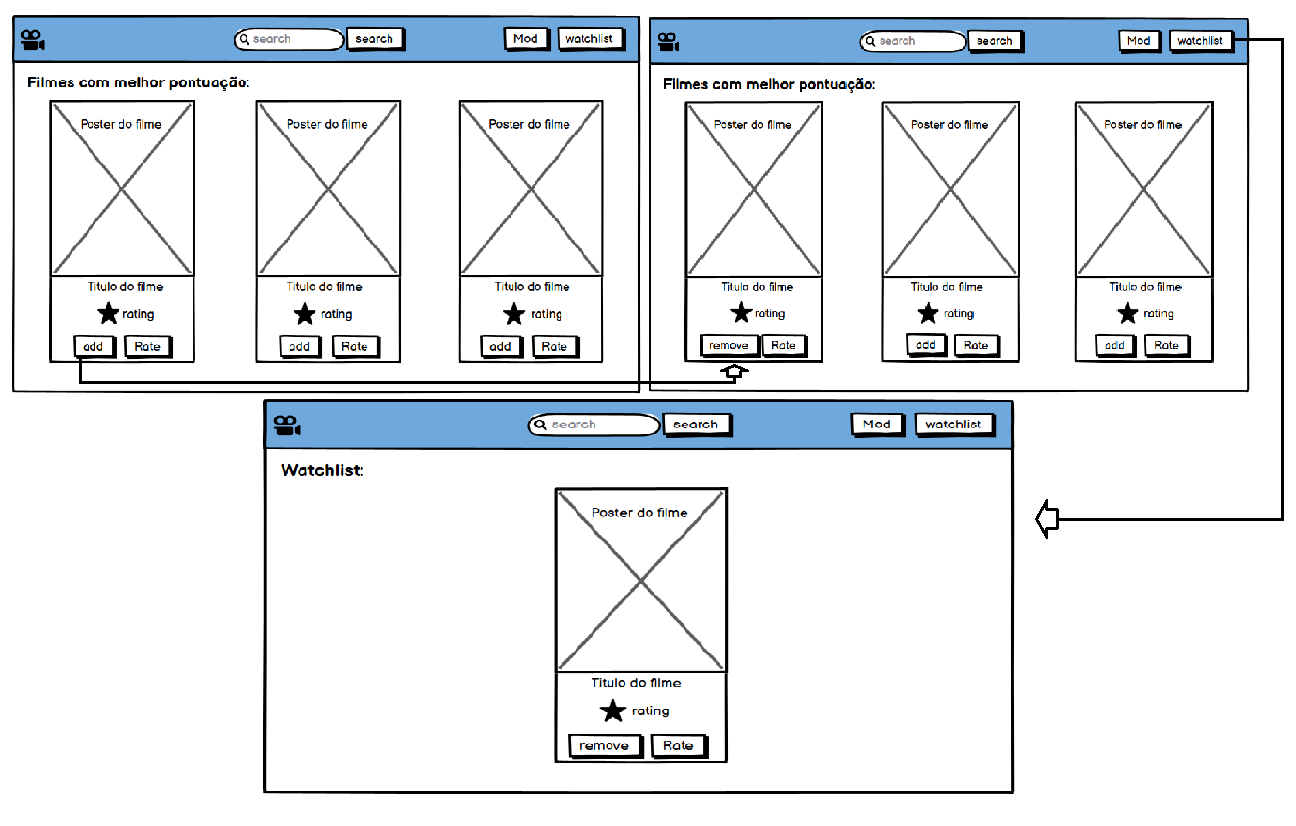 search search Mod watchlist
Filmes com melhor pontuação:
Poster do filme Poster do filme Poster do filme
Titulo do filme Titulo do filme Titulo do filme
rating rating rating
add Rate add Rate add Rate
search search Mod watchlist
Filmes com melhor pontuação:
Poster do filme Poster do filme Poster do filme
Titulo do filme Titulo do filme Titulo do filme
rating rating rating
remove Rate add Rate add Rate
search search Mod watchlist
Watchlist:
Poster do filme
Titulo do filme
rating
remove Rate